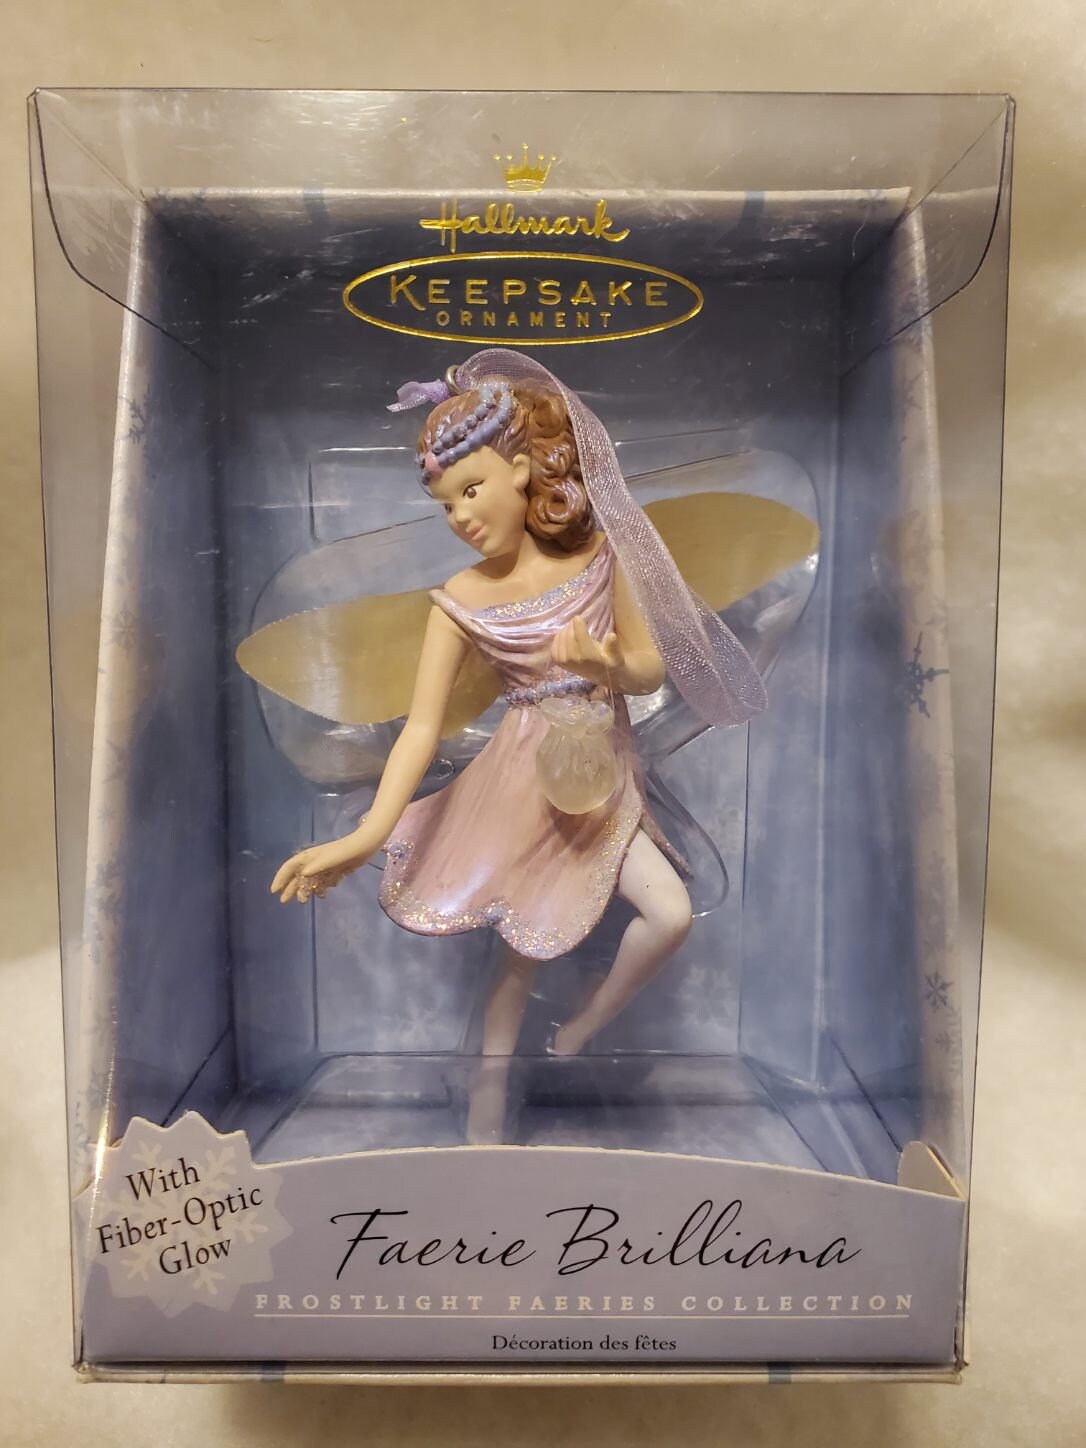 Hallmark
KEEPSAKE
ORNAMENT
With
Fiber-Optic
Glow
Faerie Brilliana
FROSTLIGHT FAERIES COLLECTION
Décoration des fêtes